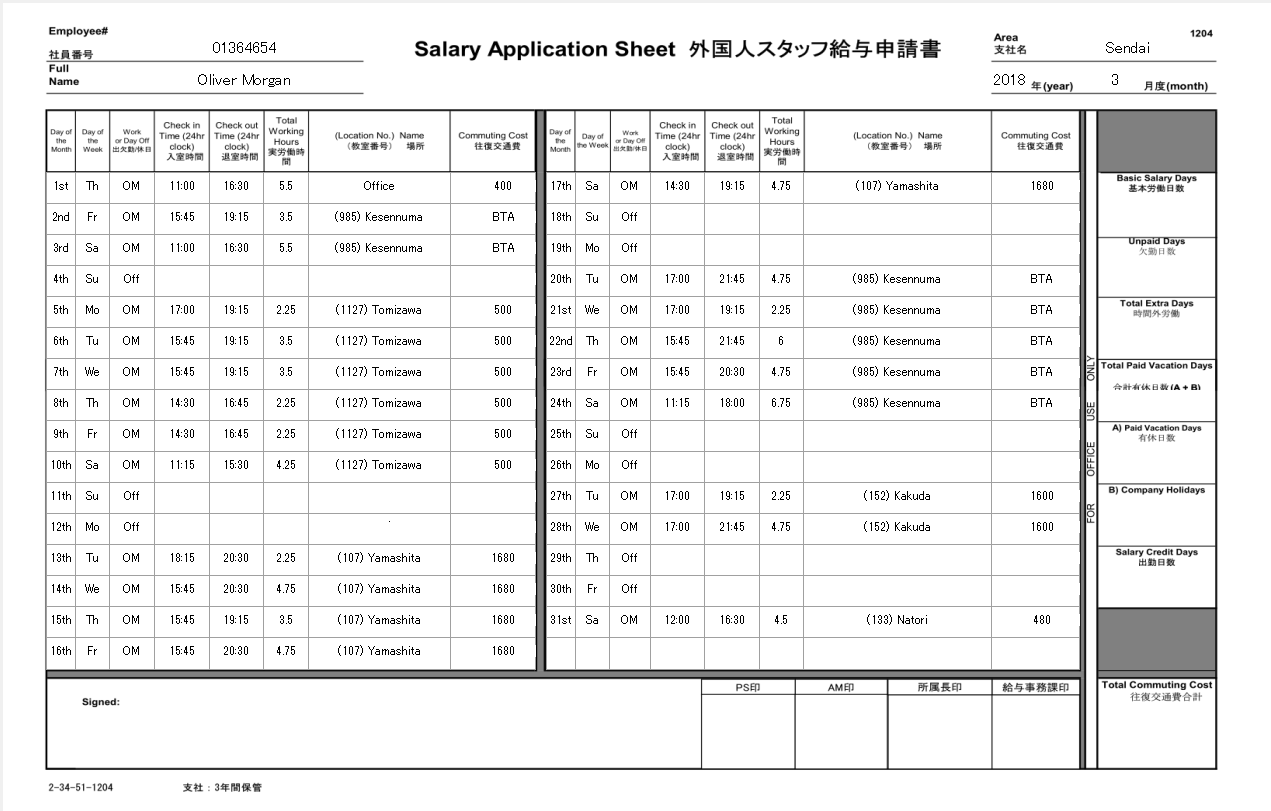 Employee#
社員番号 01364654
Full
Name Oliver Morgan
Salary Application Sheet 外国人スタッフ給与申請書
1204
Area
支社名 Sendai
2018 年(year) 3 月度(month)
Day of the Month Day of the Week Work or Day Off 出欠勤/休日 Check in Time (24hr clock) 入室時間 Check out Time (24hr clock) 退室時間 Total Working Hours 実労働時間 (Location No.) Name (教室番号) 場所 Commuting Cost 往復交通費
1st Th OM 11:00 16:30 5.5 Office 400
2nd Fr OM 15:45 19:15 3.5 (985) Kesennuma BTA
3rd Sa OM 11:00 16:30 5.5 (985) Kesennuma BTA
4th Su Off
5th Mo OM 17:00 19:15 2.25 (1127) Tomizawa 500
6th Tu OM 15:45 19:15 3.5 (1127) Tomizawa 500
7th We OM 15:45 19:15 3.5 (1127) Tomizawa 500
8th Th OM 14:30 16:45 2.25 (1127) Tomizawa 500
9th Fr OM 14:30 16:45 2.25 (1127) Tomizawa 500
10th Sa OM 11:15 15:30 4.25 (1127) Tomizawa 500
11th Su Off
12th Mo Off
13th Tu OM 18:15 20:30 2.25 (107) Yamashita 1680
14th We OM 15:45 20:30 4.75 (107) Yamashita 1680
15th Th OM 15:45 19:15 3.5 (107) Yamashita 1680
16th Fr OM 15:45 20:30 4.75 (107) Yamashita 1680
Day of the Month Day of the Week Work or Day Off 出欠勤/休日 Check in Time (24hr clock) 入室時間 Check out Time (24hr clock) 退室時間 Total Working Hours 実労働時間 (Location No.) Name (教室番号) 場所 Commuting Cost 往復交通費
17th Sa OM 14:30 19:15 4.75 (107) Yamashita 1680
18th Su Off
19th Mo Off
20th Tu OM 17:00 21:45 4.75 (985) Kesennuma BTA
21st We OM 17:00 19:15 2.25 (985) Kesennuma BTA
22nd Th OM 15:45 21:45 6 (985) Kesennuma BTA
23rd Fr OM 15:45 20:30 4.75 (985) Kesennuma BTA
24th Sa OM 11:15 18:00 6.75 (985) Kesennuma BTA
25th Su Off
26th Mo Off
27th Tu OM 17:00 19:15 2.25 (152) Kakuda 1600
28th We OM 17:00 21:45 4.75 (152) Kakuda 1600
29th Th Off
30th Fr Off
31st Sa OM 12:00 16:30 4.5 (133) Natori 480
FOR OFFICE USE ONLY
Basic Salary Days
基本労働日数
Unpaid Days
欠勤日数
Total Extra Days
時間外労働
Total Paid Vacation Days
合計有休日数(A + B)
A) Paid Vacation Days
有休日数
B) Company Holidays
Salary Credit Days
出勤日数
Total Commuting Cost
往復交通費合計
Signed:
PS印 AM印 所属長印 給与事務課印
2-34-51-1204 支社：3年間保管